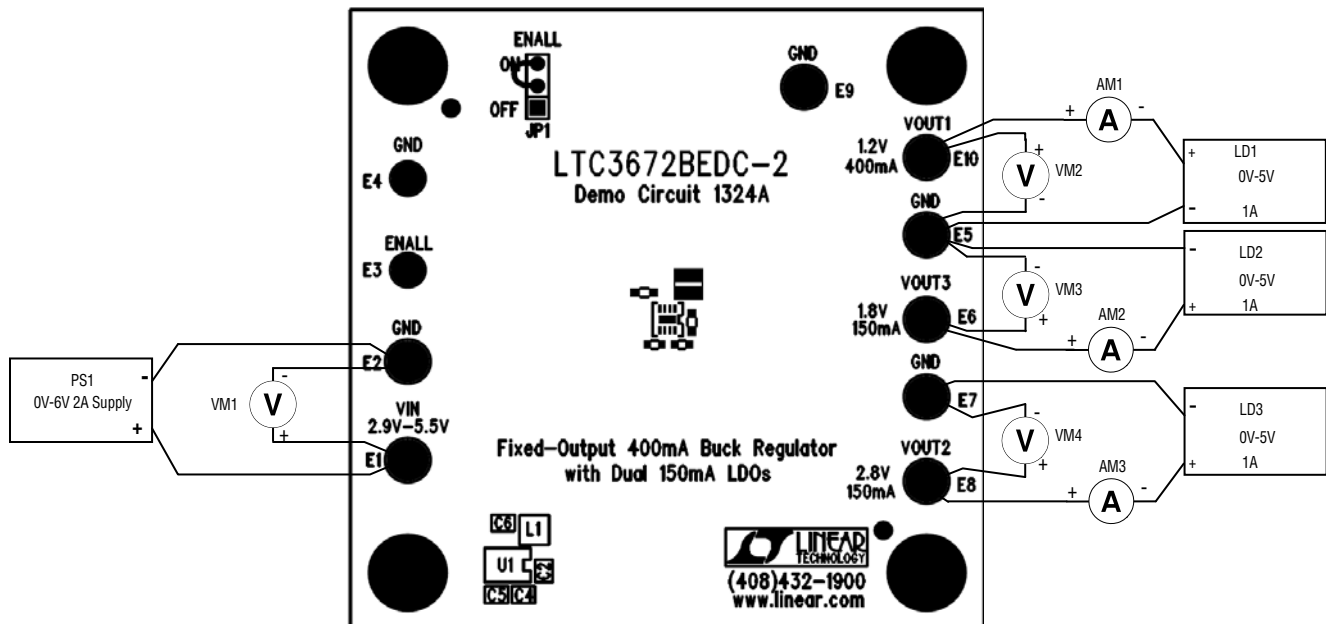 ENALL
ON
OFF
JP1
GND
E9
GND
E4
LTC3672BEDC-2
Demo Circuit 1324A
ENALL
E3
GND
E2
VIN
2.9V-5.5V
E1
PS1
0V-6V 2A Supply
-
+
VM1
-
V
+
VOUT1
1.2V
400mA
E10
GND
E5
VOUT3
1.8V
150mA
E6
GND
E7
VOUT2
2.8V
150mA
E8
AM1
+ A -
+
V VM2
-
+ LD1
0V-5V
- 1A
- LD2
0V-5V
+ 1A
-
V VM3
+
AM2
+ A -
- LD3
0V-5V
+ 1A
-
V VM4
+
AM3
+ A -
Fixed-Output 400mA Buck Regulator
with Dual 150mA LDOs
C6
L1
U1
C2
C5 C4
LINEAR
TECHNOLOGY
(408)432-1900
www.linear.com